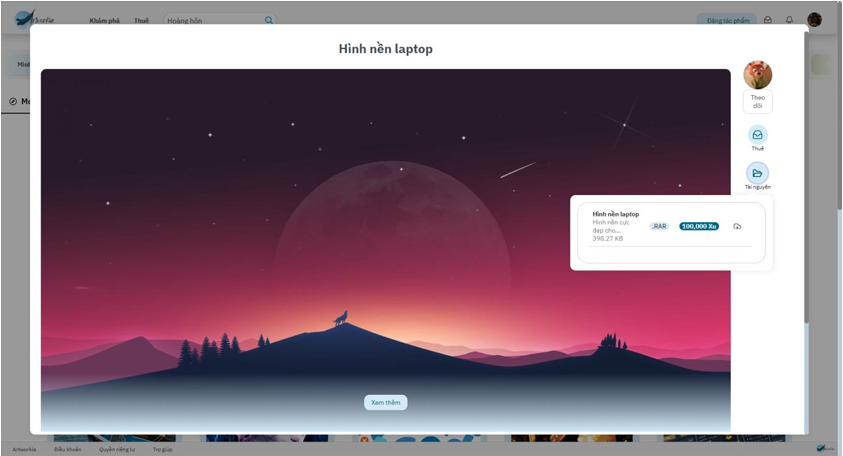 Khám phá
Thuê
Hoàng hôn
Đăng tác phẩm
Hình nền laptop
Theo
dõi
Thuê
Tài nguyên
Hình nền laptop
Hình nền cực
đẹp cho...
398.27 KB
.RAR
100,000 Xu
Xem thêm
Artworkia
Điều khoản
Quyền riêng tư
Trợ giúp